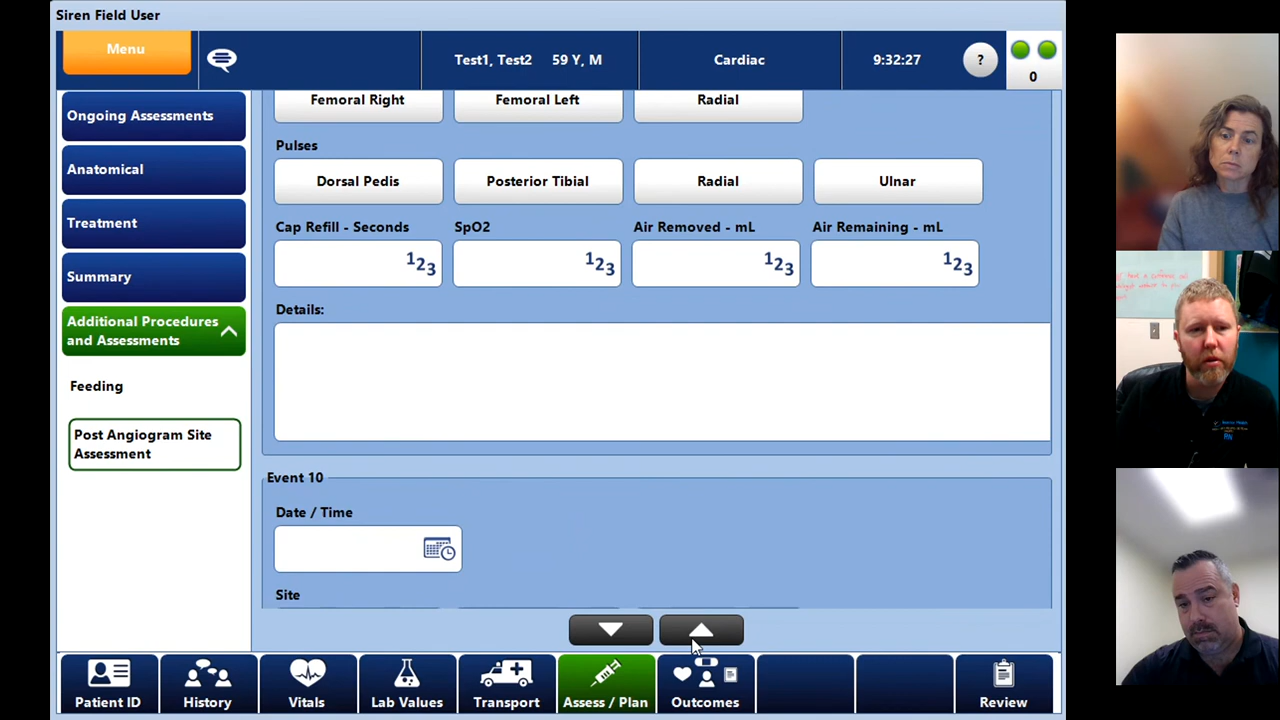 Siren Field User
Menu
Test1, Test2 59 Y, M
Cardiac
9:32:27
?
0
Ongoing Assessments
Anatomical
Treatment
Summary
Additional Procedures
and Assessments
Feeding
Post Angiogram Site
Assessment
Femoral Right
Femoral Left
Radial
Pulses
Dorsal Pedis
Posterior Tibial
Radial
Ulnar
Cap Refill - Seconds
SpO2
Air Removed - mL
Air Remaining - mL
123
123
123
123
Details:
Event 10
Date / Time
Site
Patient ID
History
Vitals
Lab Values
Transport
Assess / Plan
Outcomes
Review
RN